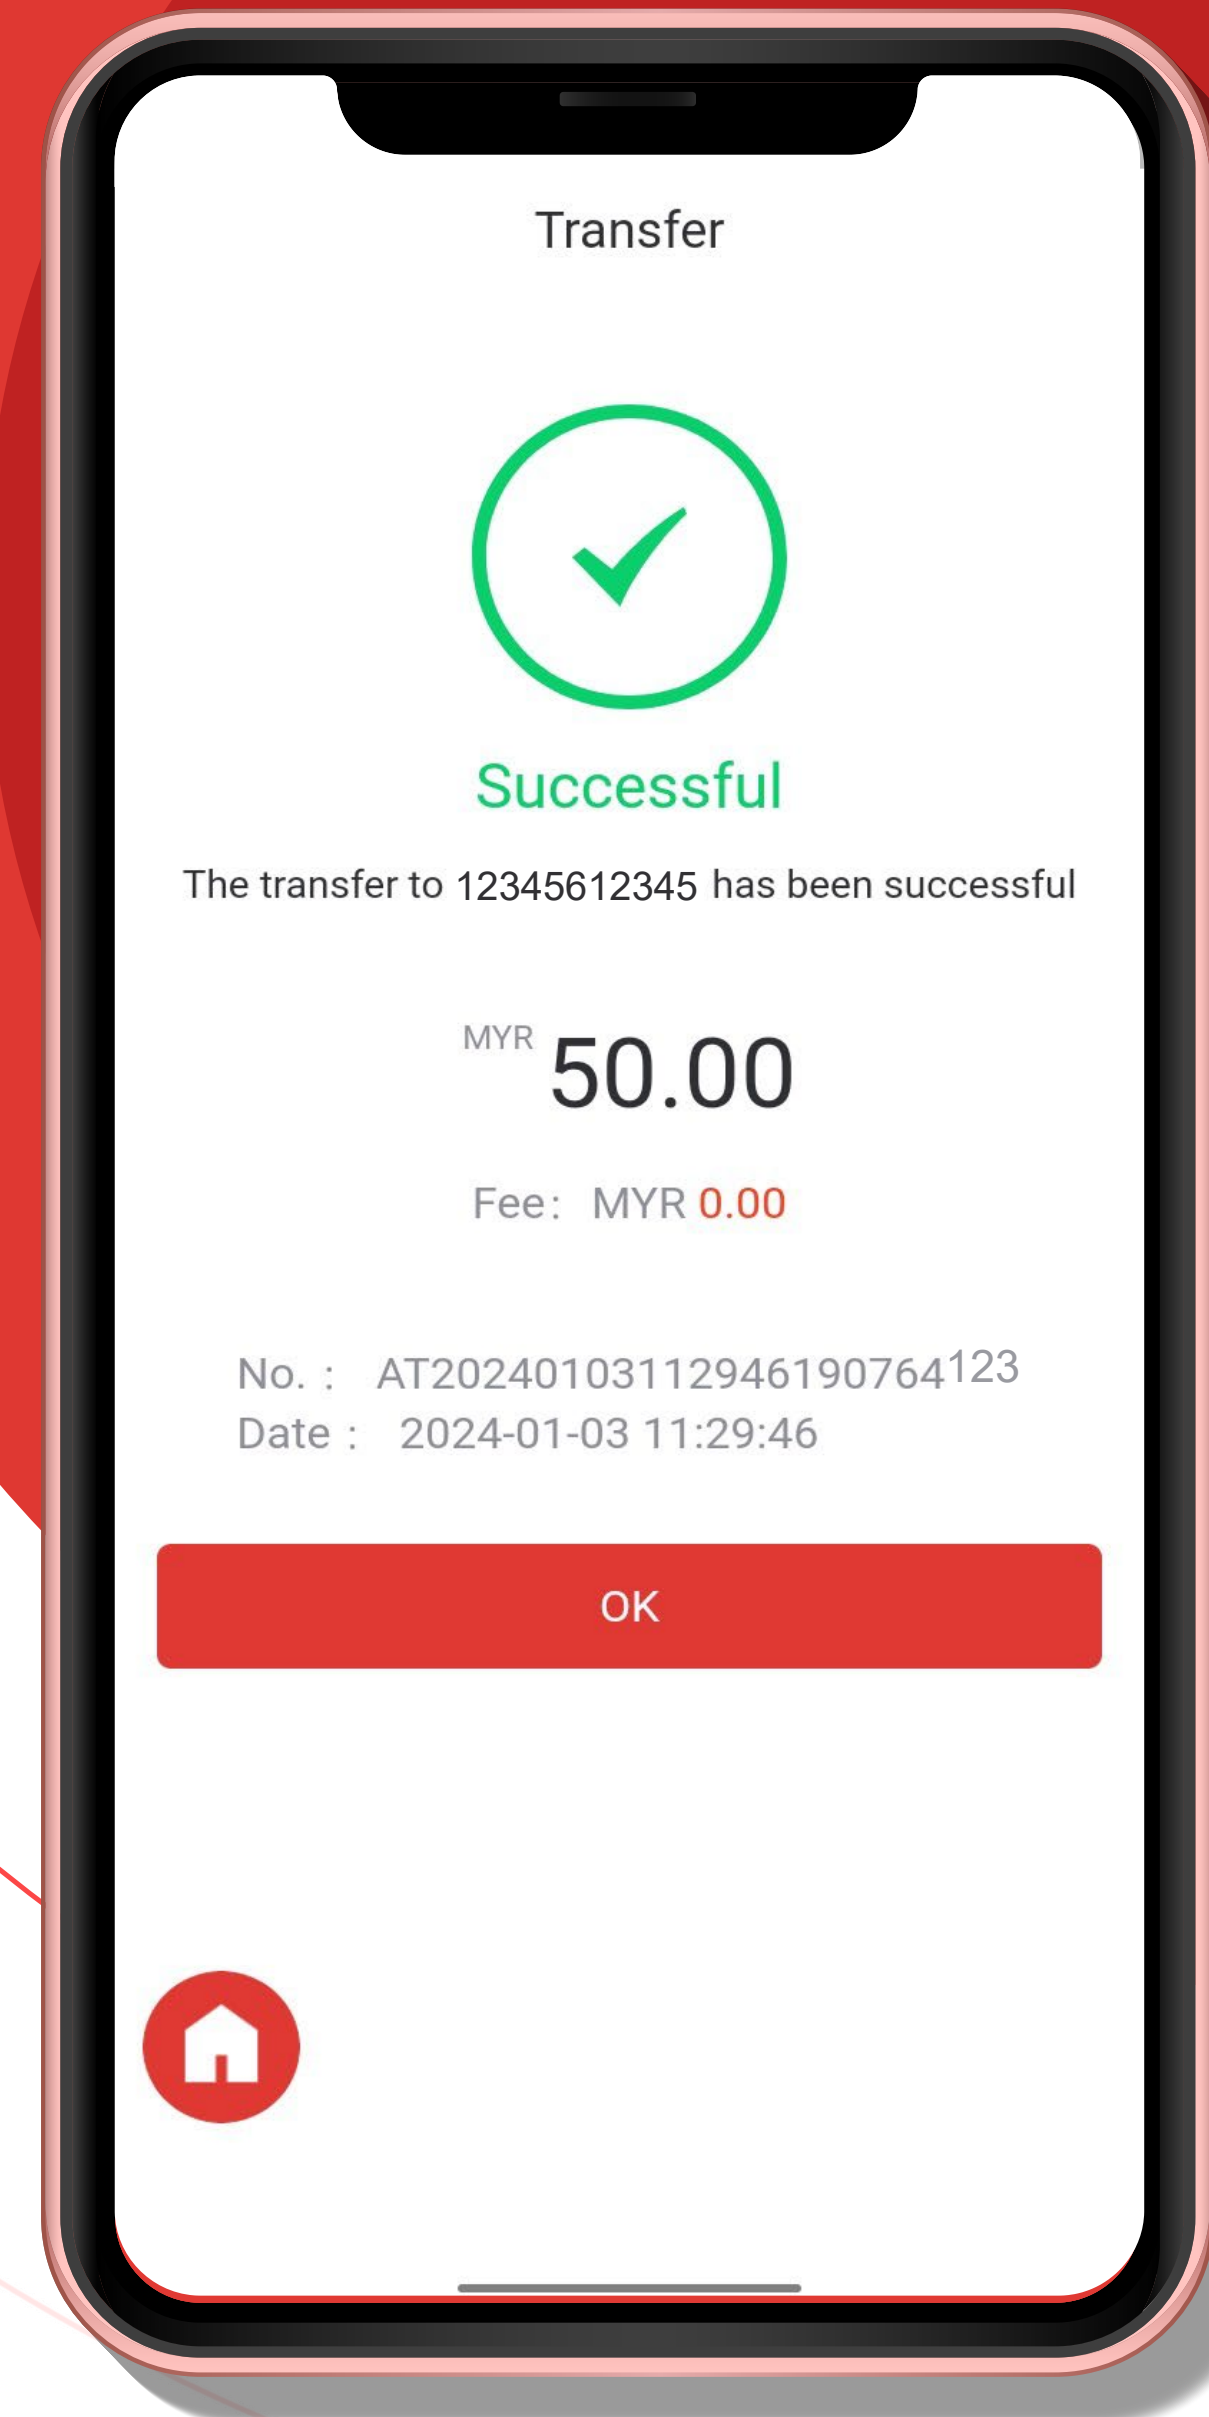 Transfer
Successful
The transfer to 12345612345 has been successful
MYR 50.00
Fee: MYR 0.00
No. : AT20240103112946190764123
Date : 2024-01-03 11:29:46
OK